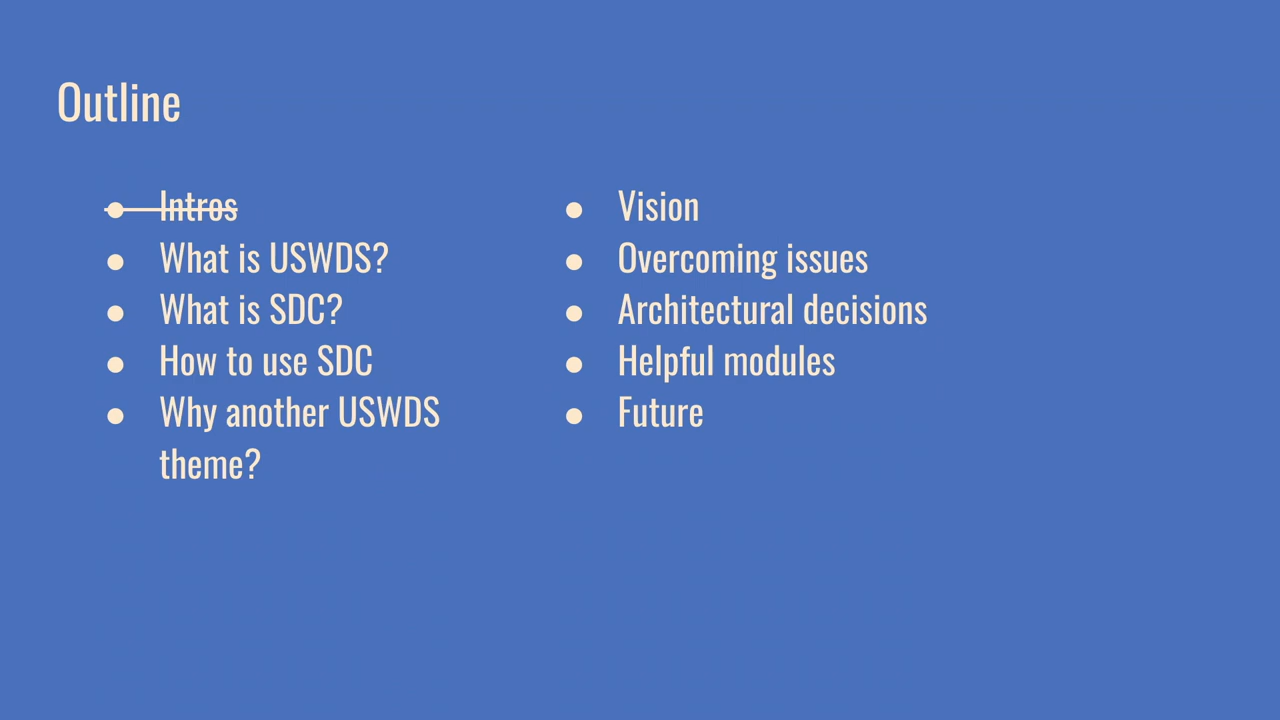 Outline
Intros
What is USWDS?
What is SDC?
How to use SDC
Why another USWDS
theme?
Vision
Overcoming issues
Architectural decisions
Helpful modules
Future